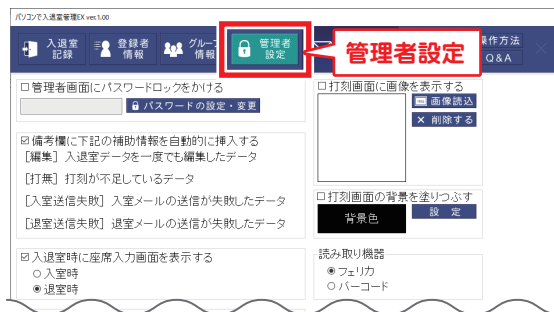 パソコンで入退室管理EX ver.1.00
入退室
記録
登録者
情報
グルー
情報
管理者
設定
管理者設定
操作方法
Q&A
□管理者画面にパスワードロックをかける
パスワードの設定・変更
☑備考欄に下記の補助情報を自動的に挿入する
[編集] 入退室データを一度でも編集したデータ
[打無] 打刻が不足しているデータ
[入室送信失敗] 入室メールの送信が失敗したデータ
[退室送信失敗] 退室メールの送信が失敗したデータ
☑入退室時に座席入力画面を表示する
○入室時
◉退室時
□打刻画面に画像を表示する
画像読込
× 削除する
□打刻画面の背景を塗りつぶす
背景色
設 定
読み取り機器
◉フェリカ
○バーコード